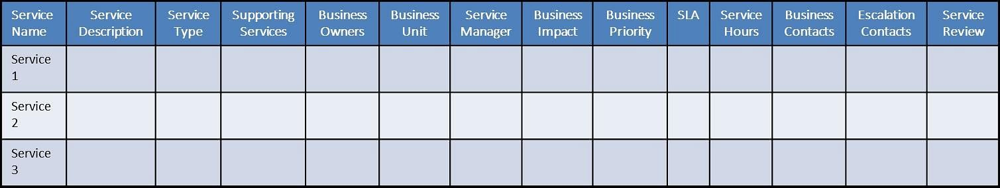 Service Name
Service Description
Service Type
Supporting Services
Business Owners
Business Unit
Service Manager
Business Impact
Business Priority
SLA
Service Hours
Business Contacts
Escalation Contacts
Service Review
Service 1
Service 2
Service 3